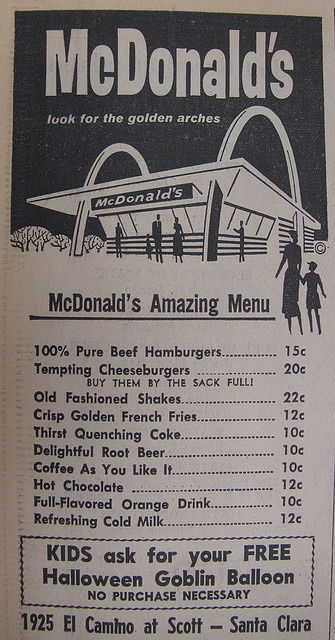 McDonald's
look for the golden arches
McDonald's
©
McDonald's Amazing Menu
100% Pure Beef Hamburgers............. 15c
Tempting Cheeseburgers.................... 20c
BUY THEM BY THE SACK FULL!
Old Fashioned Shakes......................... 22c
Crisp Golden French Fries.................. 12c
Thirst Quenching Coke....................... 10c
Delightful Root Beer............................ 10c
Coffee As You Like It.......................... 10c
Hot Chocolate .................................... 12c
Full-Flavored Orange Drink............... 10c
Refreshing Cold Milk.......................... 12c
KIDS ask for your FREE
Halloween Goblin Balloon
NO PURCHASE NECESSARY
1925 El Camino at Scott — Santa Clara